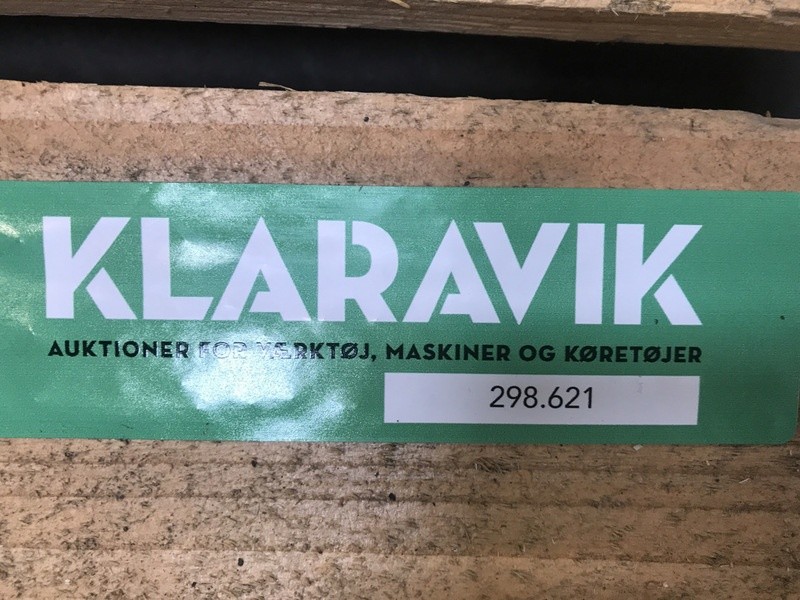 KLARAVIK
AUKTIONER FOR VÆRKTØJ, MASKINER OG KØRETØJER
298.621